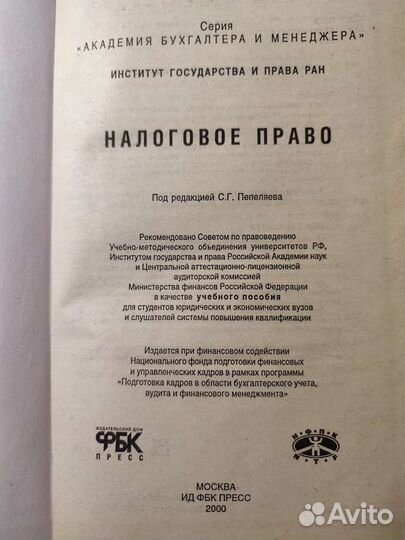 Серия
«АКАДЕМИЯ БУХГАЛТЕРА И МЕНЕДЖЕРА»
ИНСТИТУТ ГОСУДАРСТВА И ПРАВА РАН
НАЛОГОВОЕ ПРАВО
Под редакцией С.Г. Пепеляева
Рекомендовано Советом по правоведению
Учебно-методического объединения университетов РФ,
Институтом государства и права Российской Академии наук
и Центральной аттестационно-лицензионной
аудиторской комиссией
Министерства финансов Российской Федерации
в качестве учебного пособия
для студентов юридических и экономических вузов
и слушателей системы повышения квалификации
Издается при финансовом содействии
Национального фонда подготовки финансовых
и управленческих кадров в рамках программы
«Подготовка кадров в области бухгалтерского учета,
аудита и финансового менеджмента»
ИЗДАТЕЛЬСКИЙ ДОМ
ФБК
ПРЕСС
Н Ф П К
N T F
МОСКВА
ИД ФБК ПРЕСС
2000
Avito